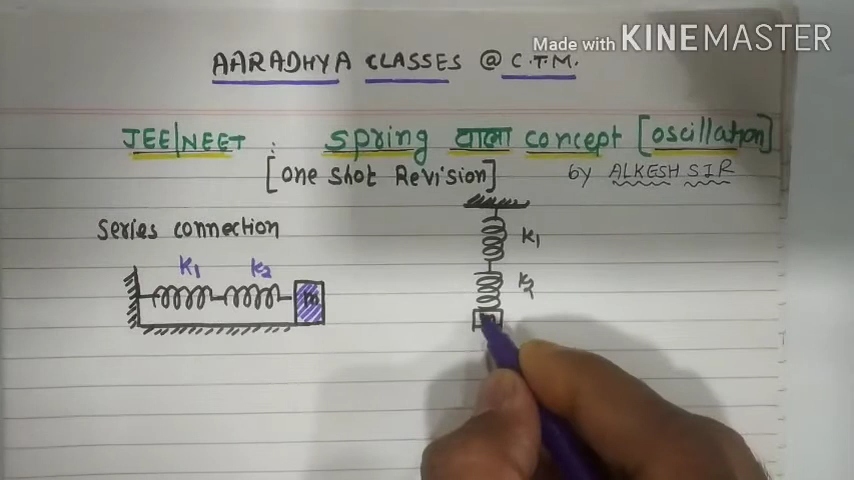 Made with KINEMASTER
AARADHYA CLASSES @ C.T.M.
JEE|NEET : spring वाला concept [oscillation]
[one shot Revision] by ALKESH SIR
series connection
K1 K2
m
K1
K2
m